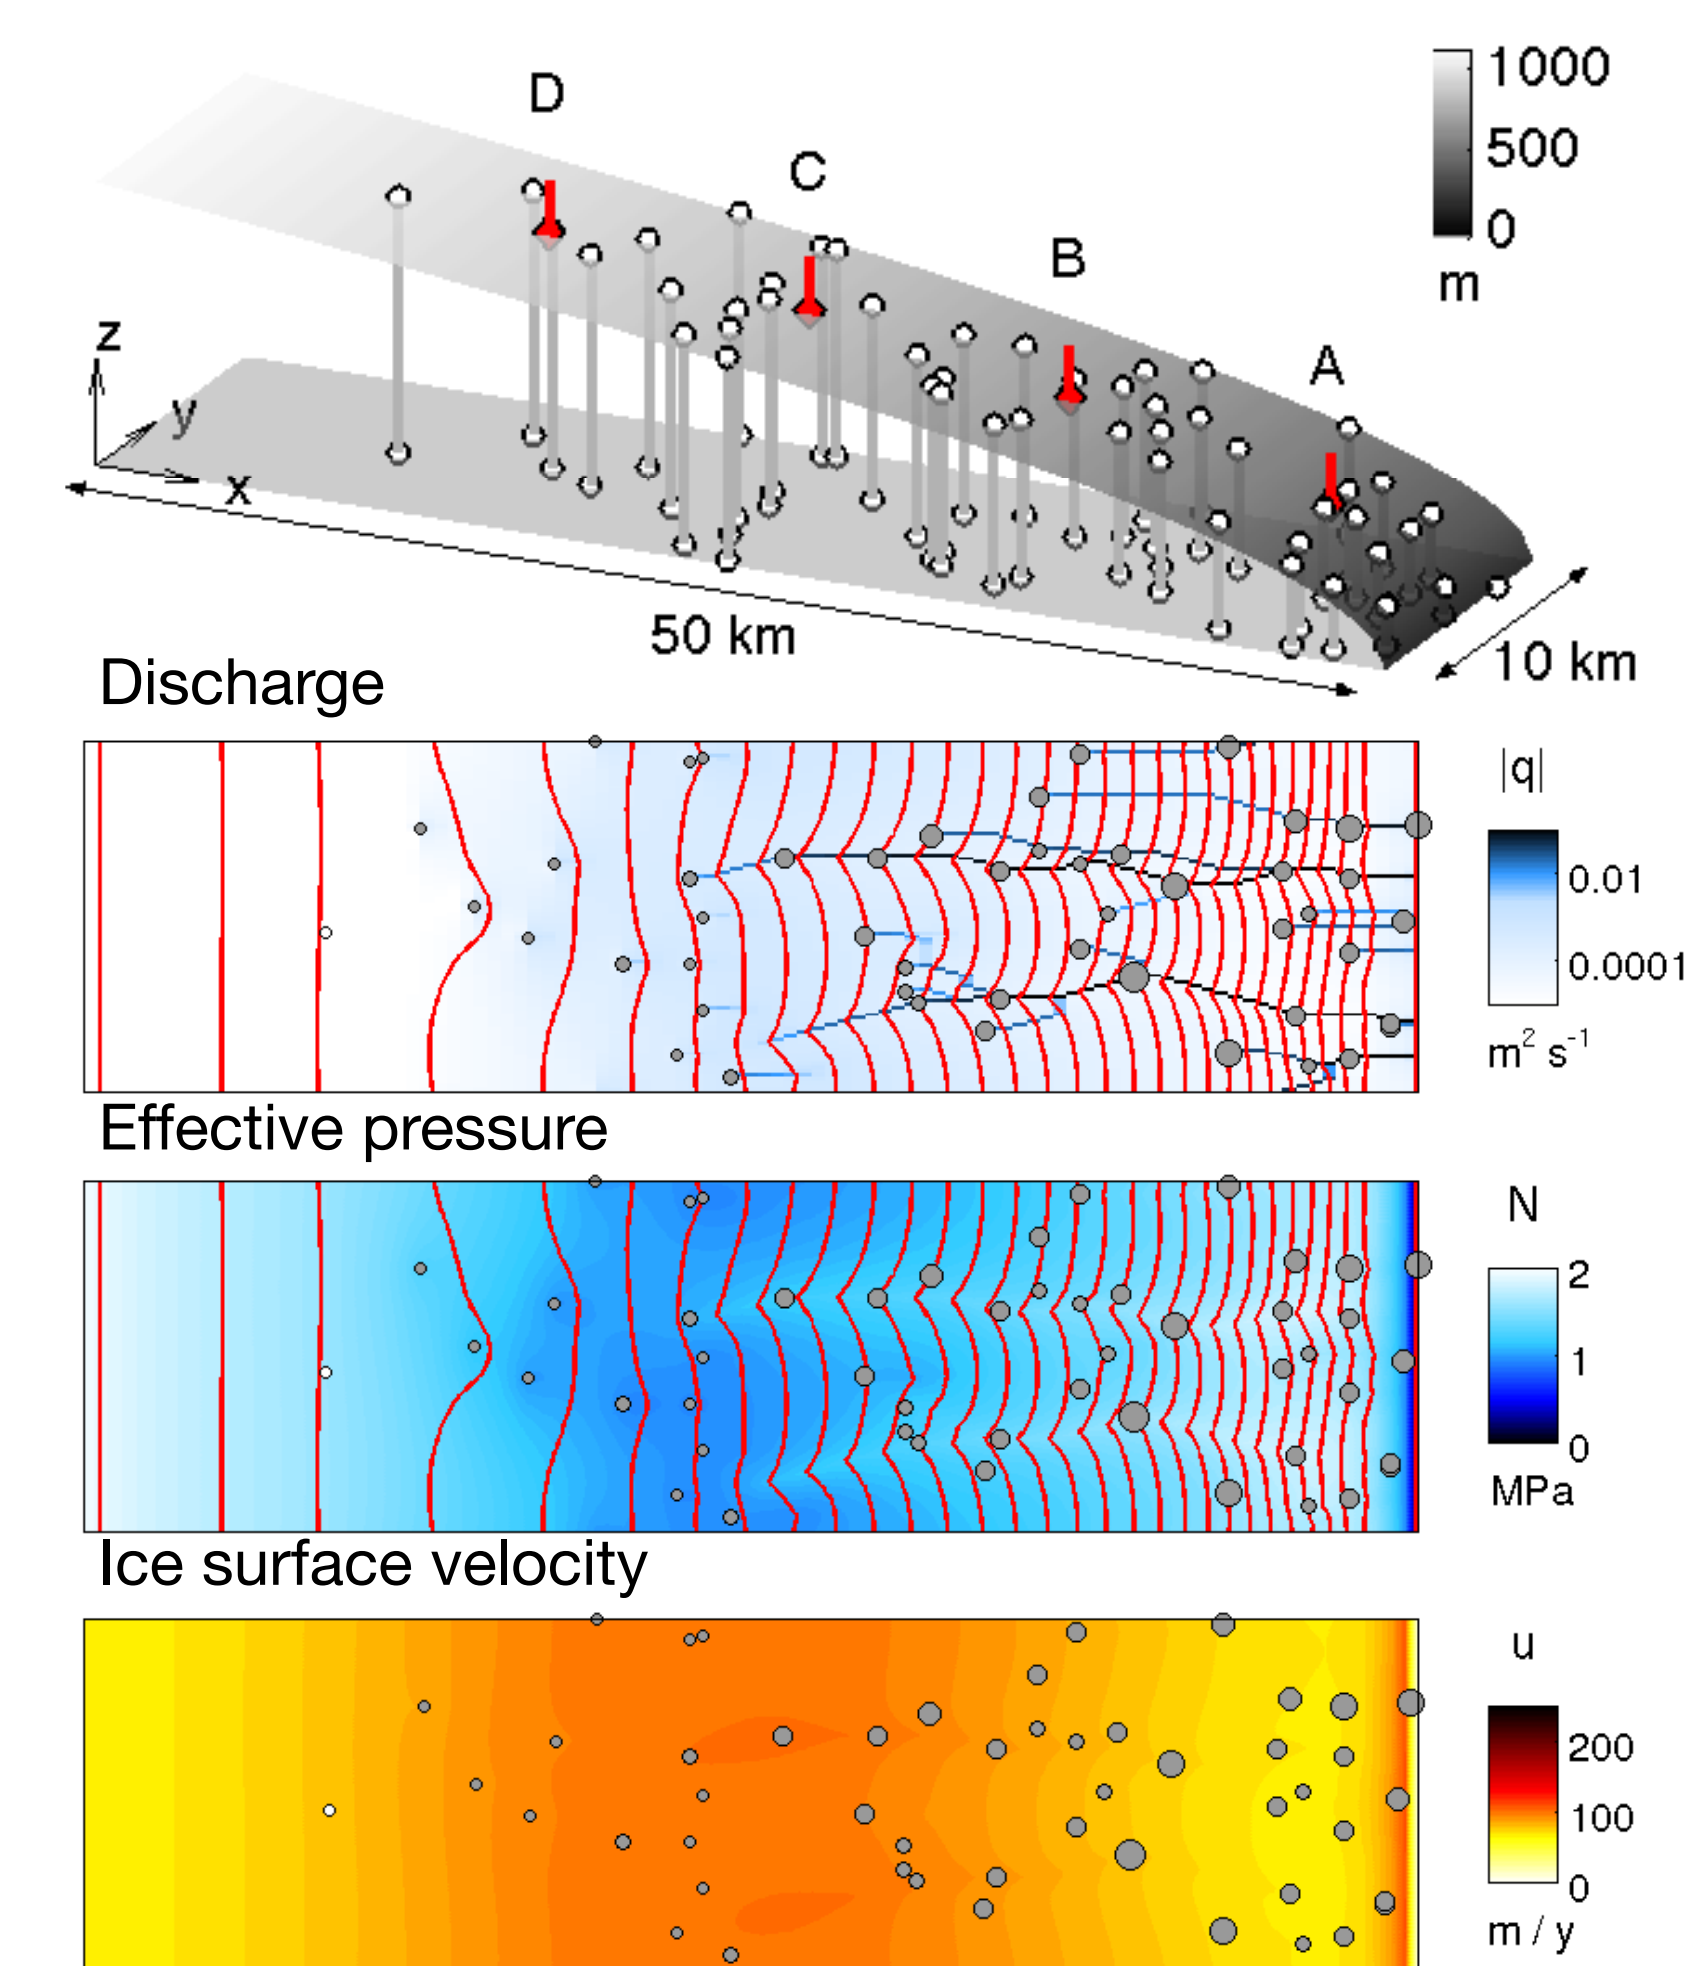 D
C
B
A
1000
500
0
m
z
y
x
50 km
10 km
Discharge
|q|
0.01
0.0001
m² s⁻¹
Effective pressure
N
2
1
0
MPa
Ice surface velocity
u
200
100
0
m / y